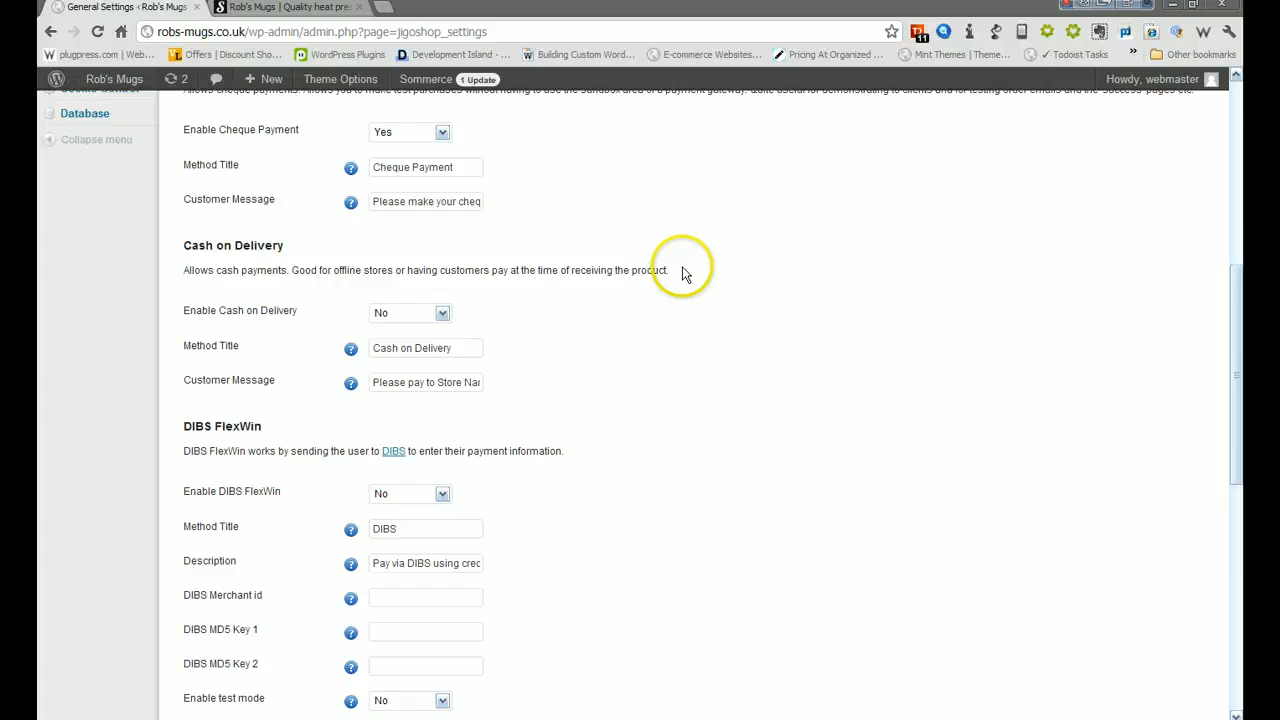 General Settings ‹ Rob's Mugs
Rob's Mugs | Quality heat pres
robs-mugs.co.uk/wp-admin/admin.php?page=jigoshop_settings
11
plugpress.com | Web...
Offers | Discount Sho...
WordPress Plugins
Development Island - ...
Building Custom Wor...
E-commerce Websites...
Pricing At Organized ...
Mint Themes | Theme...
✓ Todoist Tasks
»
Other bookmarks
Rob's Mugs
2
+ New
Theme Options
Sommerce 1 Update
Howdy, webmaster
Allows cheque payments. Allows you to make test purchases without having to use the sandbox area of a payment gateway. Quite useful for demonstrating to clients and for testing order emails and the 'success' pages etc.
Database
Collapse menu
Enable Cheque Payment
Yes
Method Title
? Cheque Payment
Customer Message
? Please make your cheq
Cash on Delivery
Allows cash payments. Good for offline stores or having customers pay at the time of receiving the product.
Enable Cash on Delivery
No
Method Title
? Cash on Delivery
Customer Message
? Please pay to Store Nar
DIBS FlexWin
DIBS FlexWin works by sending the user to DIBS to enter their payment information.
Enable DIBS FlexWin
No
Method Title
? DIBS
Description
? Pay via DIBS using cred
DIBS Merchant id
?
DIBS MD5 Key 1
?
DIBS MD5 Key 2
?
Enable test mode
? No